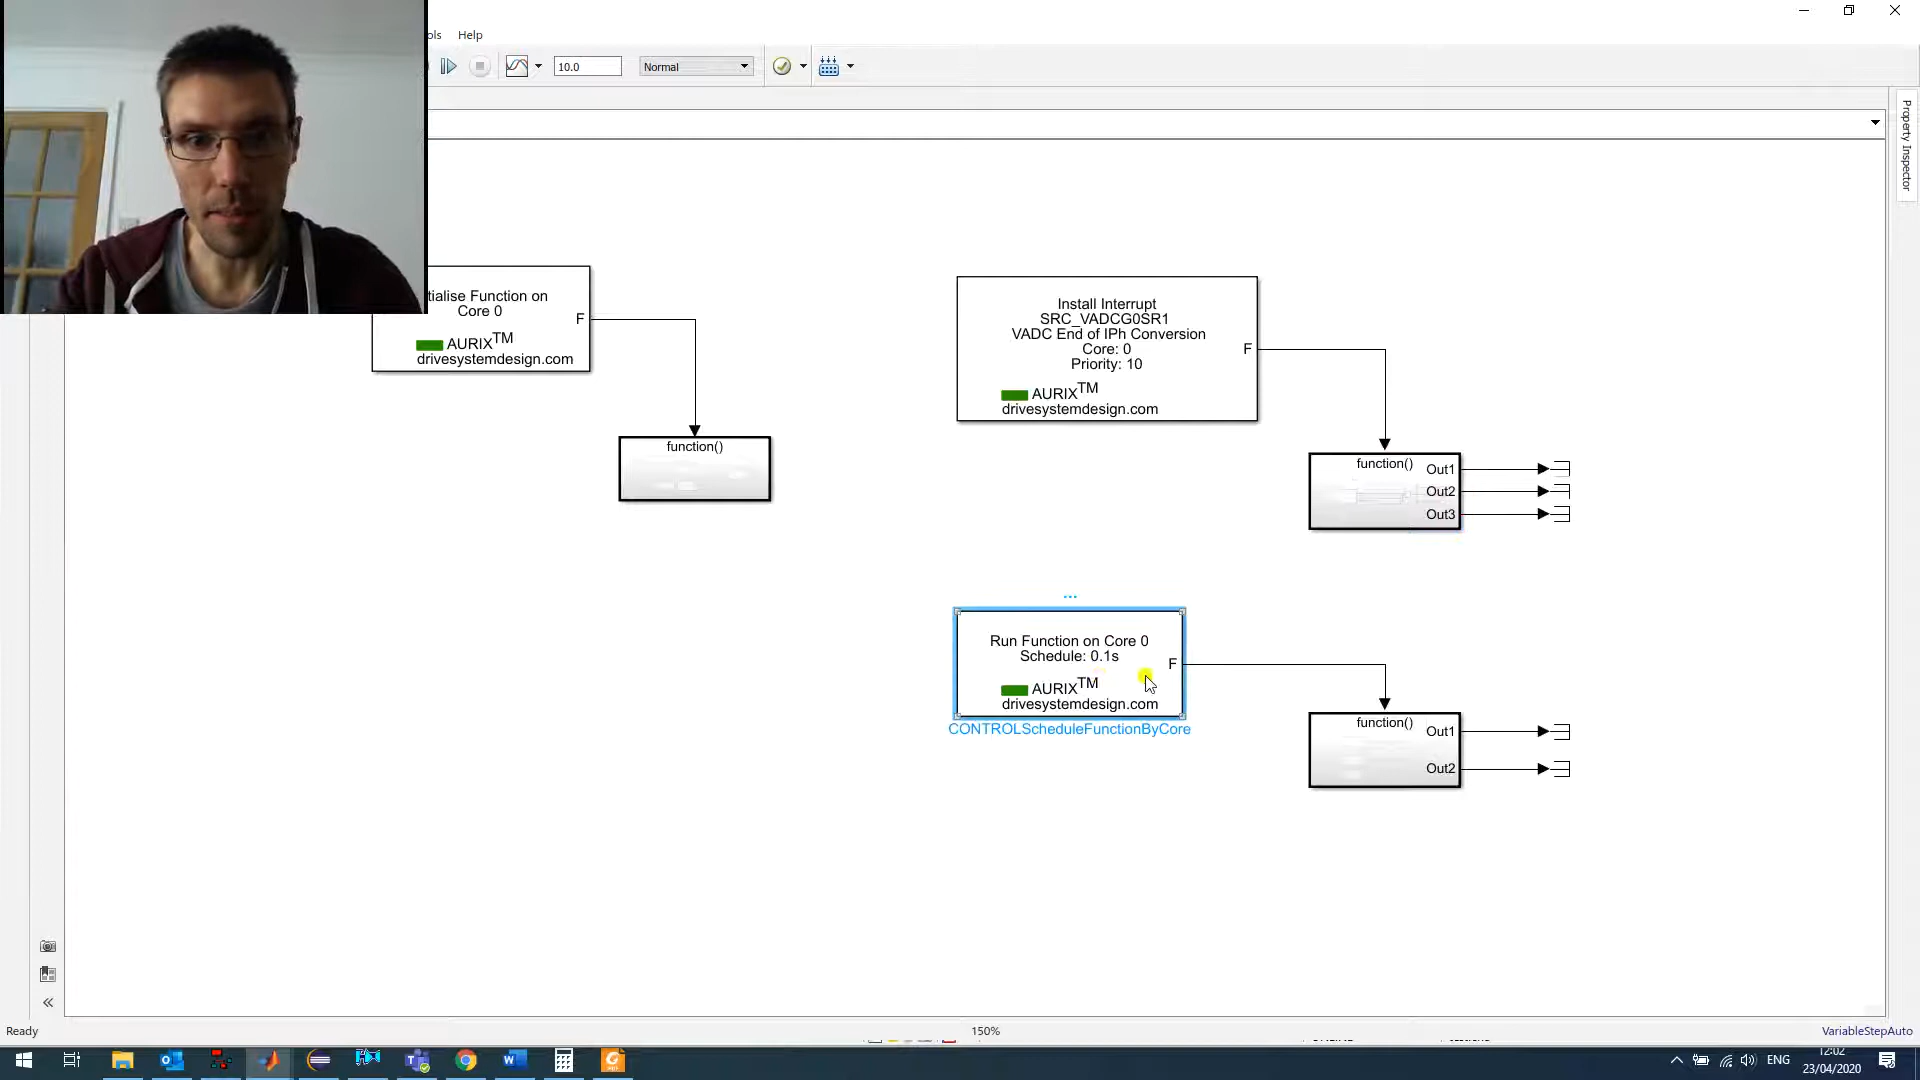 ols Help
10.0 Normal
Property Inspector
tialise Function on
Core 0
F
AURIX™
drivesystemdesign.com
function()
Install Interrupt
SRC_VADCG0SR1
VADC End of IPh Conversion
Core: 0
Priority: 10
F
AURIX™
drivesystemdesign.com
function()
Out1
Out2
Out3
...
Run Function on Core 0
Schedule: 0.1s
F
AURIX™
drivesystemdesign.com
CONTROLScheduleFunctionByCore
function()
Out1
Out2
Ready 150% VariableStepAuto
ENG
12:02
23/04/2020